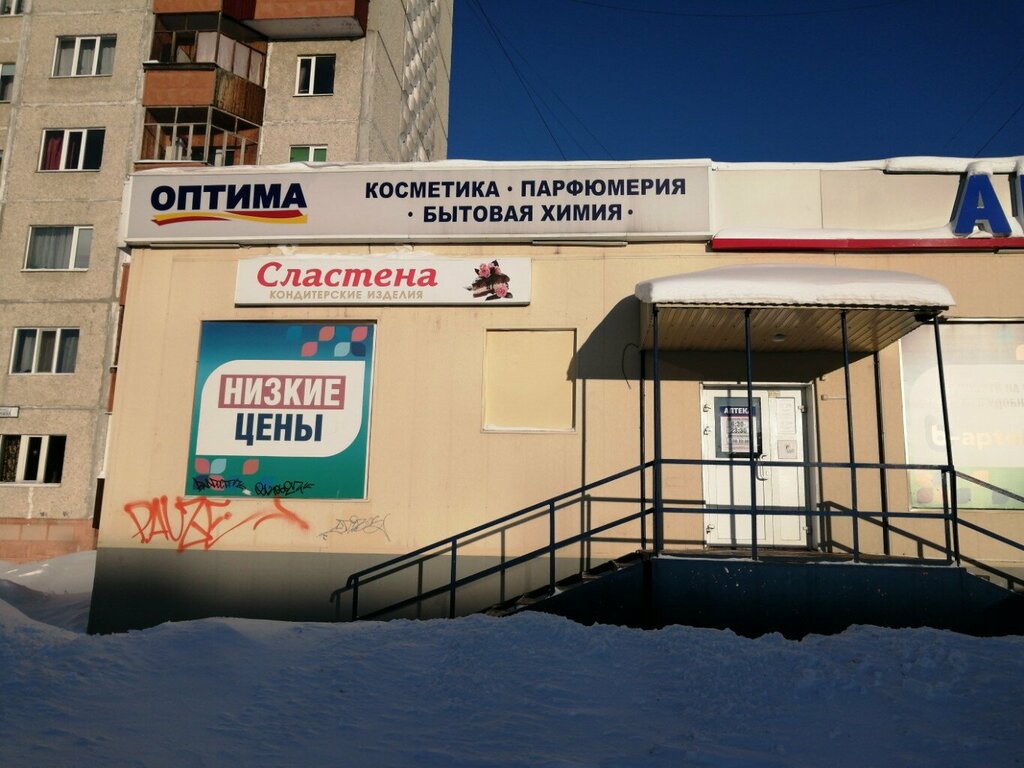 ОПТИМА
КОСМЕТИКА · ПАРФЮМЕРИЯ
· БЫТОВАЯ ХИМИЯ ·
Сластена
КОНДИТЕРСКИЕ ИЗДЕЛИЯ
НИЗКИЕ
ЦЕНЫ
АПТЕКА
PAUZE